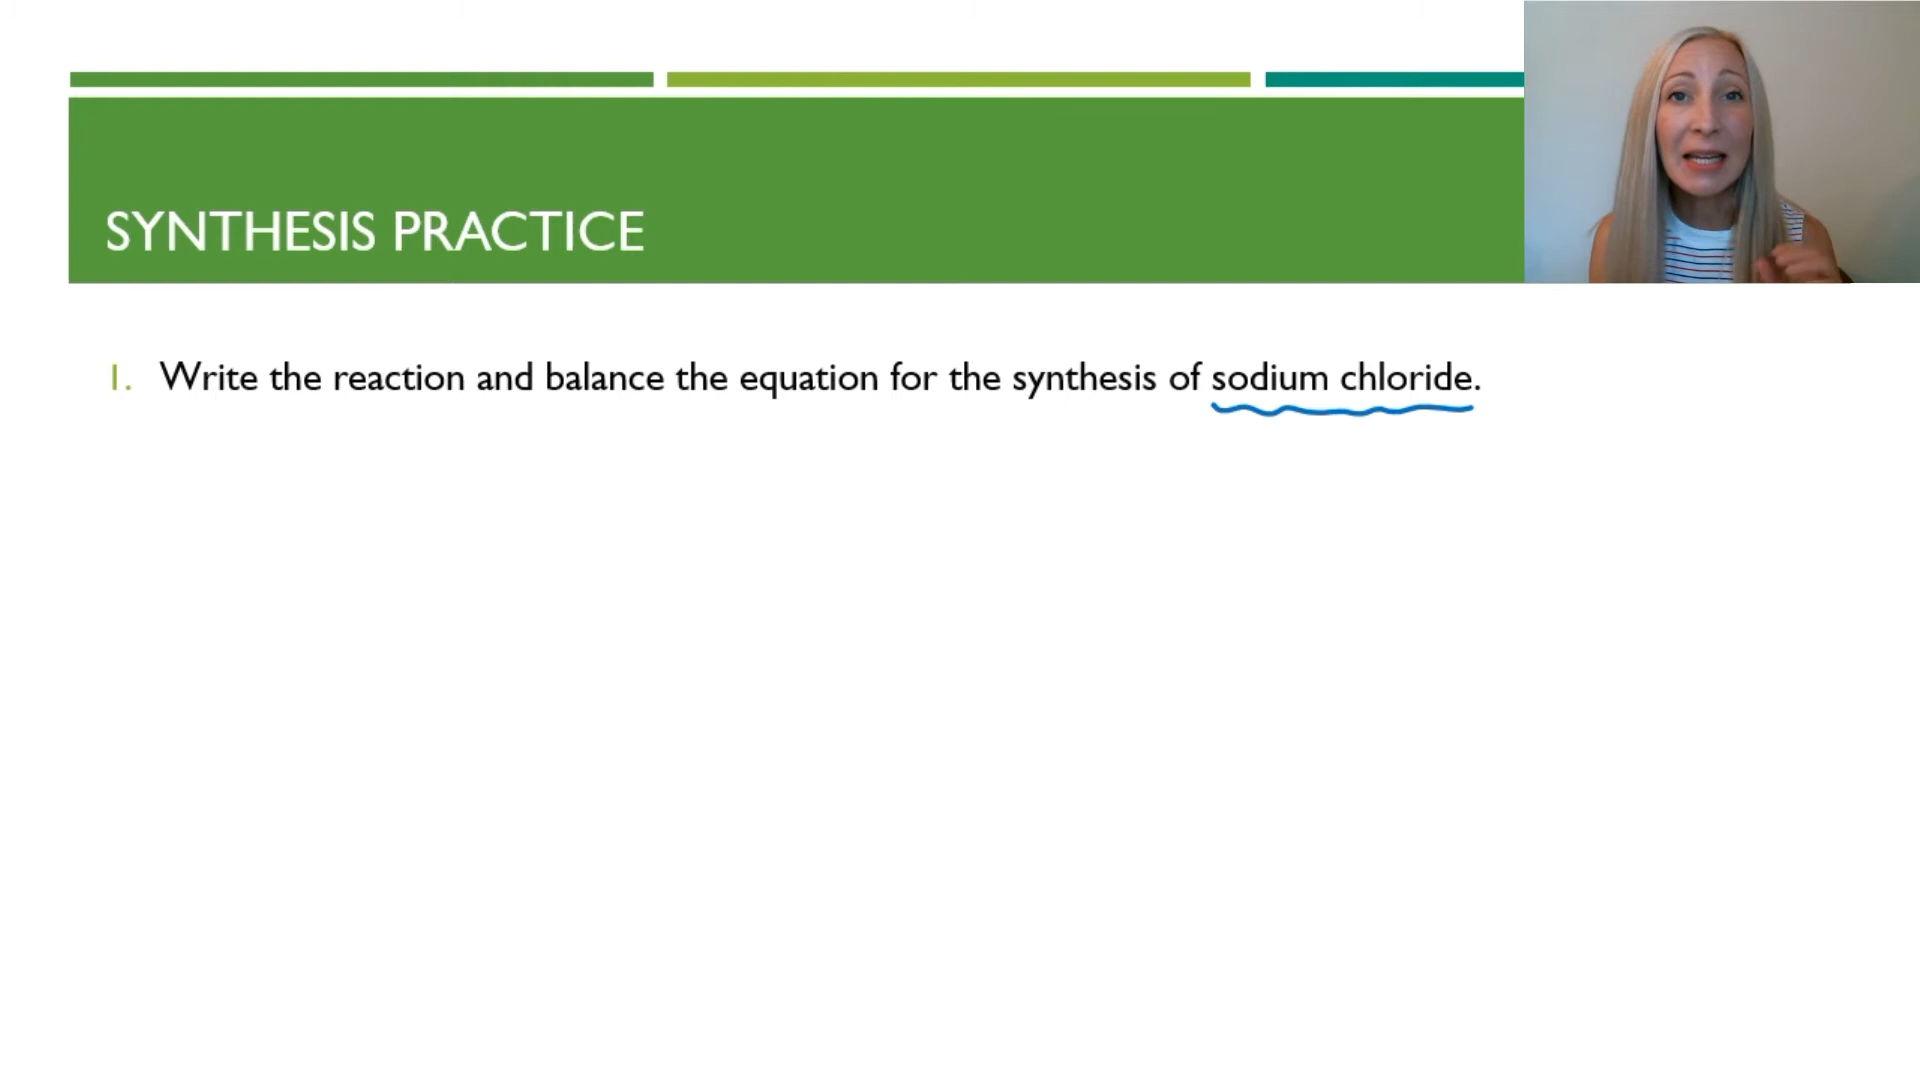 SYNTHESIS PRACTICE
1. Write the reaction and balance the equation for the synthesis of sodium chloride.